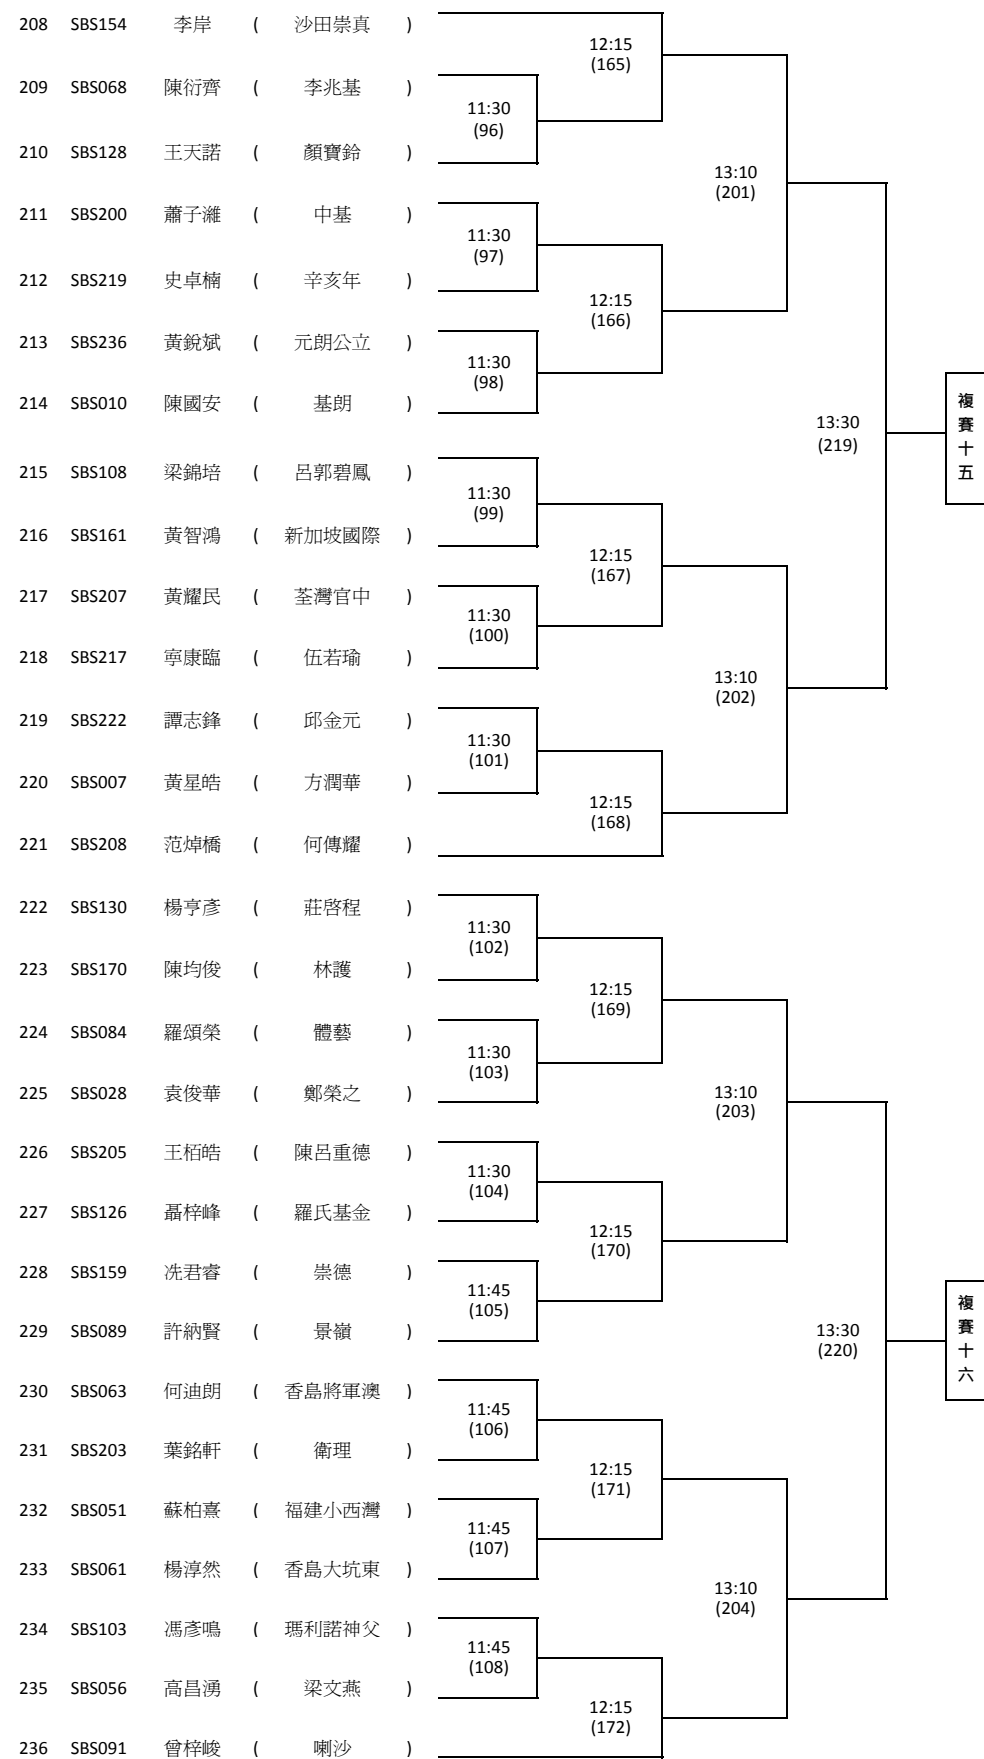 208 SBS154 李岸 ( 沙田崇真 )
12:15
(165)
209 SBS068 陳衍齊 ( 李兆基 )
11:30
(96)
210 SBS128 王天諾 ( 顏寶鈴 )
13:10
(201)
211 SBS200 蕭子濰 ( 中基 )
11:30
(97)
212 SBS219 史卓楠 ( 辛亥年 )
12:15
(166)
213 SBS236 黃銳斌 ( 元朗公立 )
11:30
(98)
214 SBS010 陳國安 ( 基朗 )
13:30
(219)
複
賽
十
五
215 SBS108 梁錦培 ( 呂郭碧鳳 )
11:30
(99)
216 SBS161 黃智鴻 ( 新加坡國際 )
12:15
(167)
217 SBS207 黃耀民 ( 荃灣官中 )
11:30
(100)
218 SBS217 寧康臨 ( 伍若瑜 )
13:10
(202)
219 SBS222 譚志鋒 ( 邱金元 )
11:30
(101)
220 SBS007 黃星皓 ( 方潤華 )
12:15
(168)
221 SBS208 范焯橋 ( 何傳耀 )
222 SBS130 楊亨彥 ( 莊啓程 )
11:30
(102)
223 SBS170 陳均俊 ( 林護 )
12:15
(169)
224 SBS084 羅頌榮 ( 體藝 )
11:30
(103)
225 SBS028 袁俊華 ( 鄭榮之 )
13:10
(203)
226 SBS205 王栢皓 ( 陳呂重德 )
11:30
(104)
227 SBS126 聶梓峰 ( 羅氏基金 )
12:15
(170)
228 SBS159 冼君睿 ( 崇德 )
11:45
(105)
229 SBS089 許納賢 ( 景嶺 )
13:30
(220)
複
賽
十
六
230 SBS063 何迪朗 ( 香島將軍澳 )
11:45
(106)
231 SBS203 葉銘軒 ( 衛理 )
12:15
(171)
232 SBS051 蘇柏熹 ( 福建小西灣 )
11:45
(107)
233 SBS061 楊淳然 ( 香島大坑東 )
13:10
(204)
234 SBS103 馮彥鳴 ( 瑪利諾神父 )
11:45
(108)
235 SBS056 高昌湧 ( 梁文燕 )
12:15
(172)
236 SBS091 曾梓峻 ( 喇沙 )